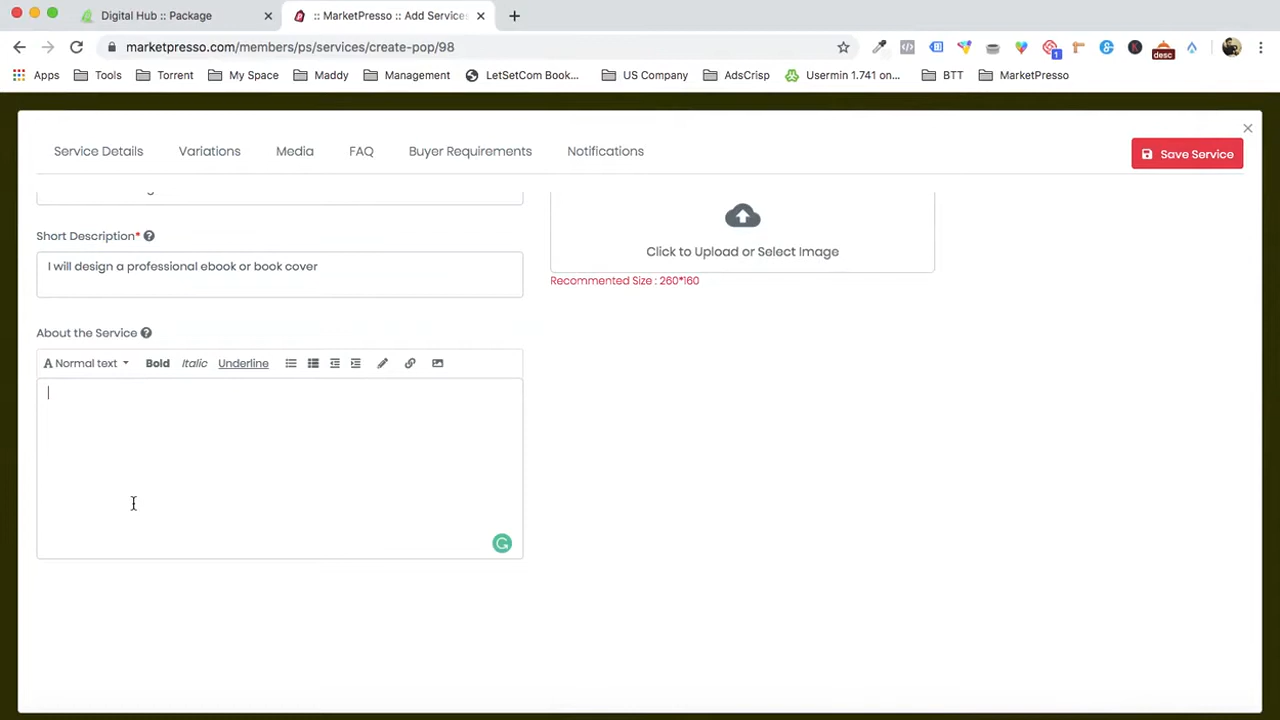 Digital Hub :: Package
:: MarketPresso :: Add Services
marketpresso.com/members/ps/services/create-pop/98
1
desc
Apps
Tools
Torrent
My Space
Maddy
Management
LetSetCom Book...
US Company
AdsCrisp
Usermin 1.741 on...
BTT
MarketPresso
Service Details
Variations
Media
FAQ
Buyer Requirements
Notifications
Save Service
Short Description*
I will design a professional ebook or book cover
Click to Upload or Select Image
Recommented Size : 260*160
About the Service
A Normal text
Bold
Italic
Underline